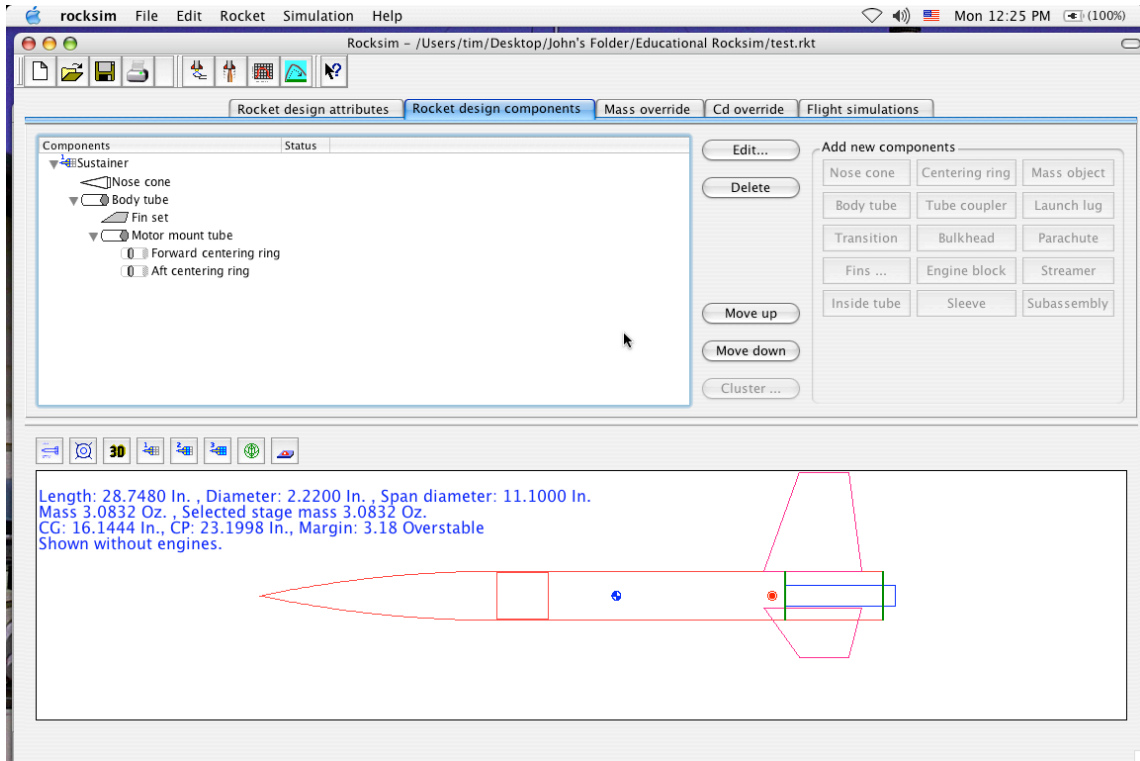 rocksim File Edit Rocket Simulation Help Mon 12:25 PM (100%)
Rocksim - /Users/tim/Desktop/John's Folder/Educational Rocksim/test.rkt
Rocket design attributes Rocket design components Mass override Cd override Flight simulations
Components Status
1 Sustainer
Nose cone
Body tube
Fin set
Motor mount tube
Forward centering ring
Aft centering ring
Edit...
Delete
Move up
Move down
Cluster ...
Add new components
Nose cone Centering ring Mass object
Body tube Tube coupler Launch lug
Transition Bulkhead Parachute
Fins ... Engine block Streamer
Inside tube Sleeve Subassembly
3D 1 2 3
Length: 28.7480 In. , Diameter: 2.2200 In. , Span diameter: 11.1000 In.
Mass 3.0832 Oz. , Selected stage mass 3.0832 Oz.
CG: 16.1444 In., CP: 23.1998 In., Margin: 3.18 Overstable
Shown without engines.